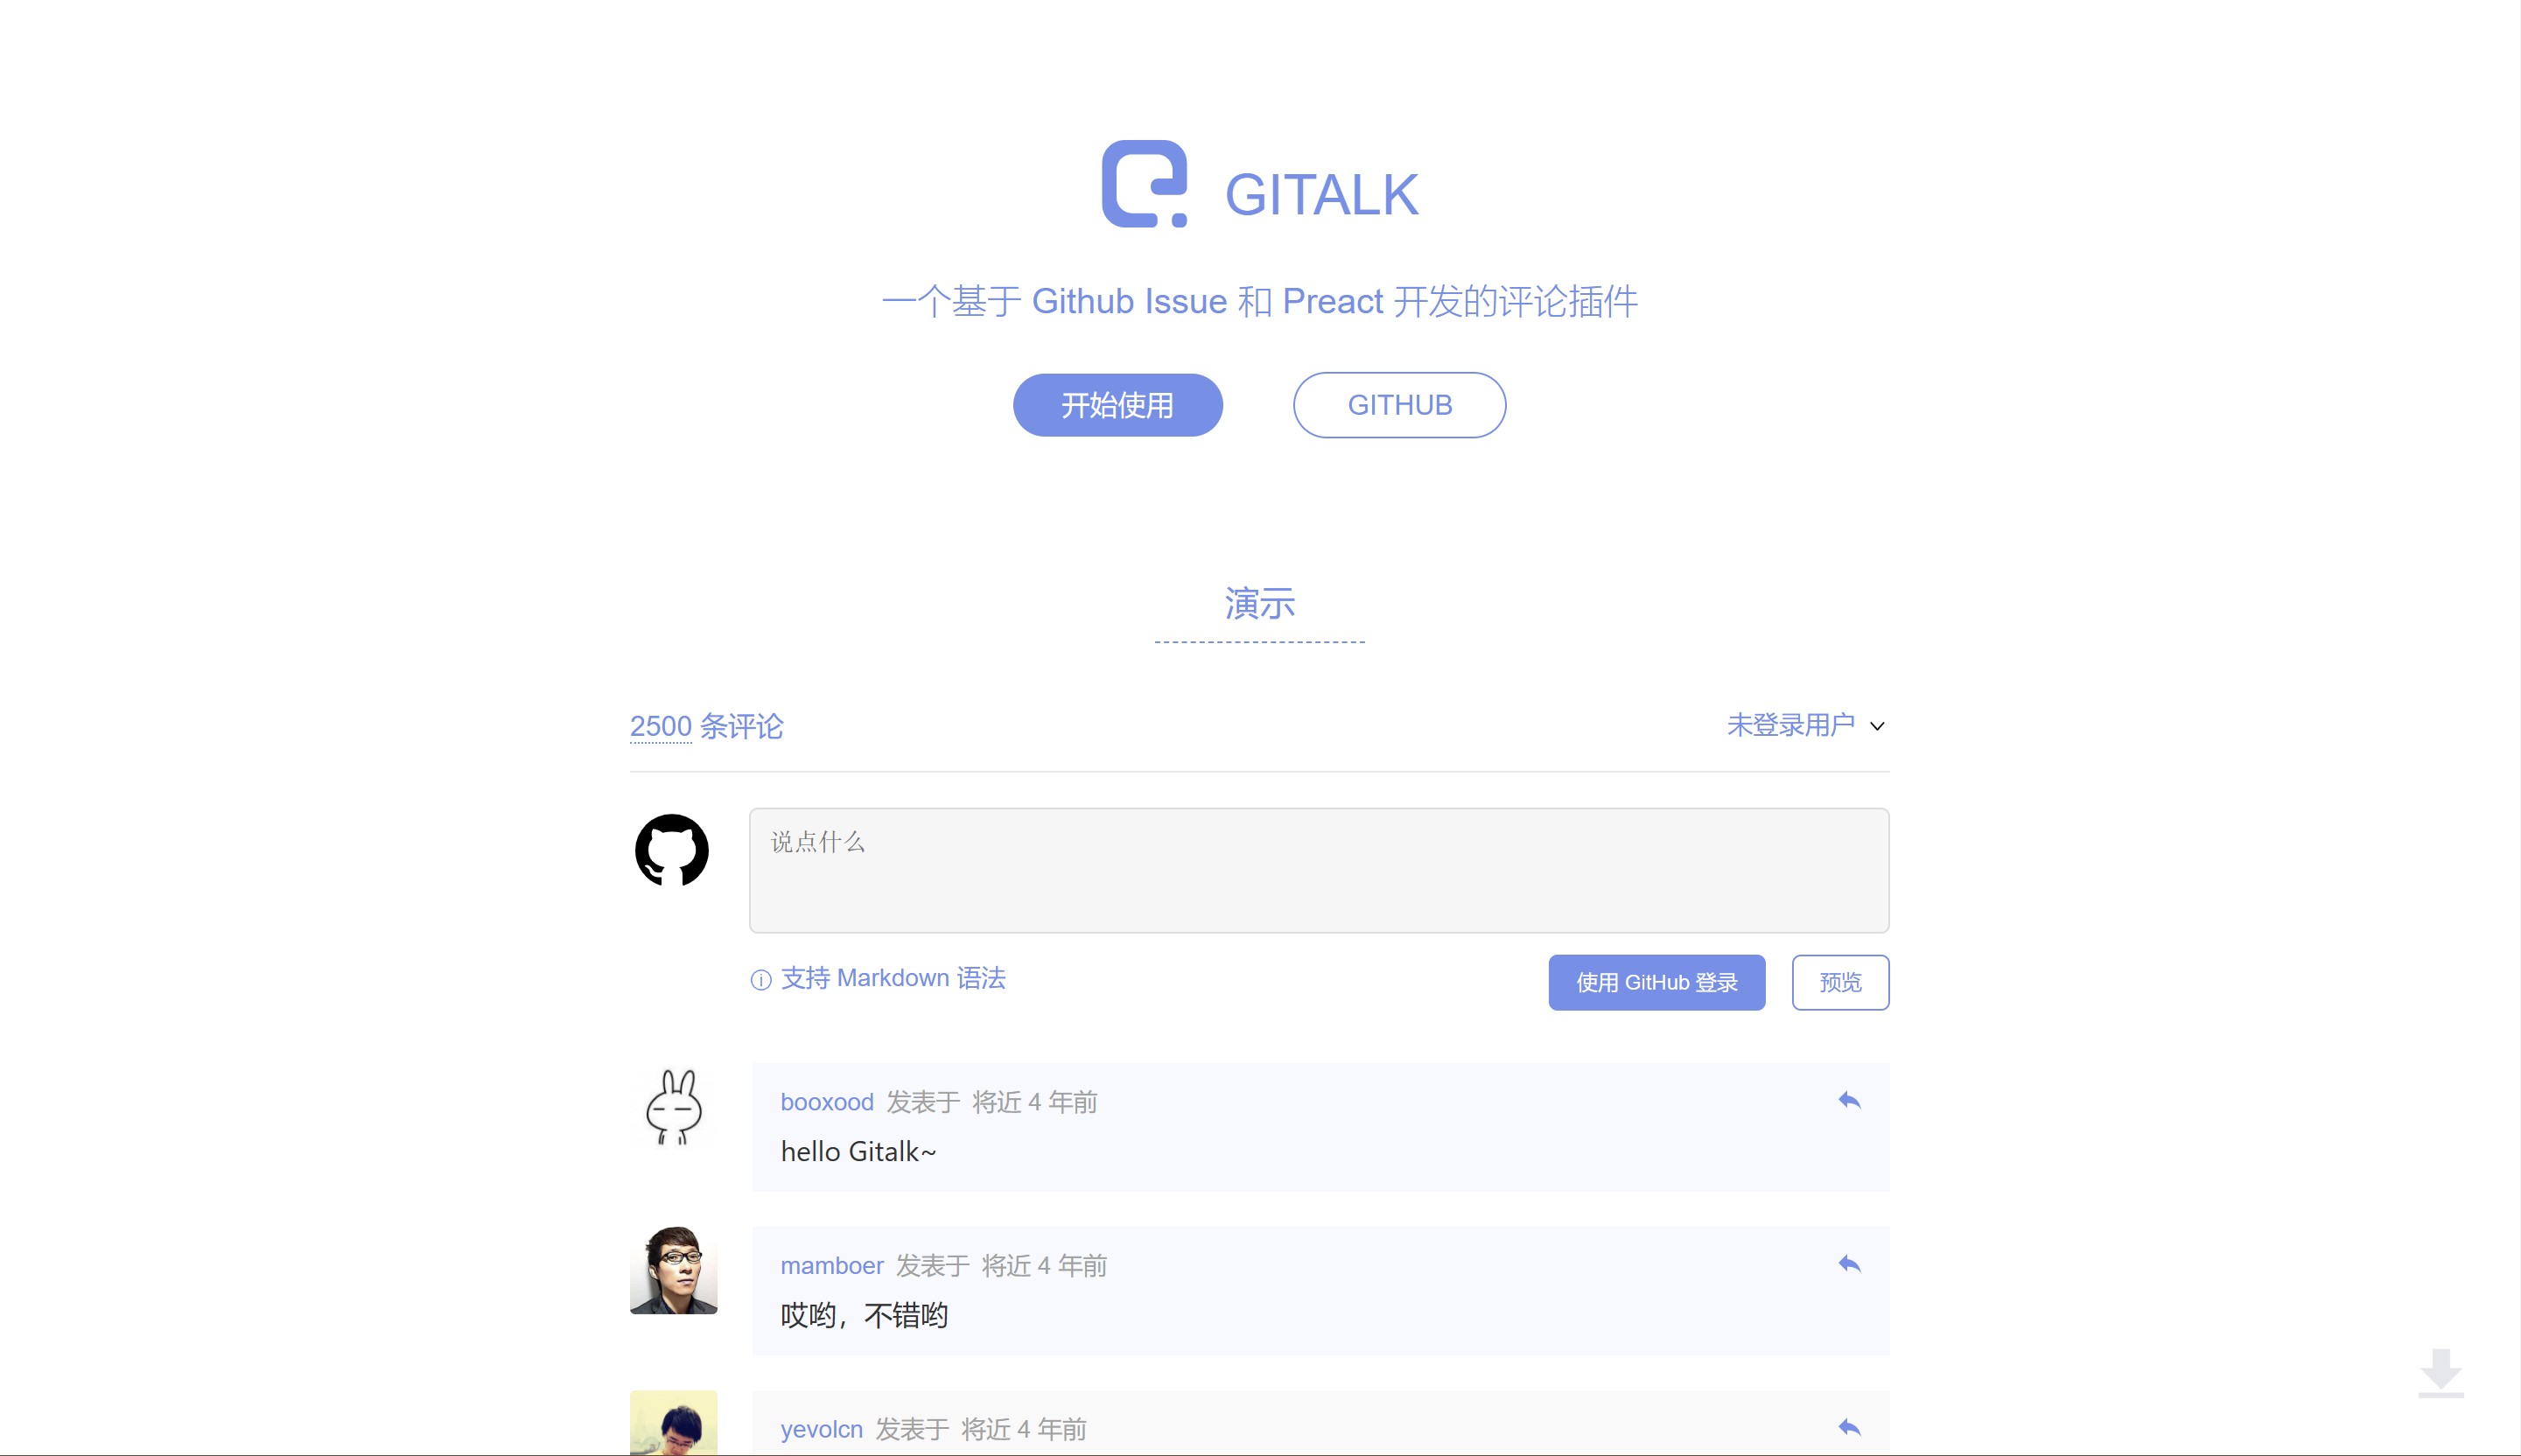 GITALK
一个基于 Github Issue 和 Preact 开发的评论插件
开始使用 GITHUB
演示
2500 条评论 未登录用户
说点什么
支持 Markdown 语法 使用 GitHub 登录 预览
booxood 发表于 将近 4 年前
hello Gitalk~
mamboer 发表于 将近 4 年前
哎哟，不错哟
yevolcn 发表于 将近 4 年前